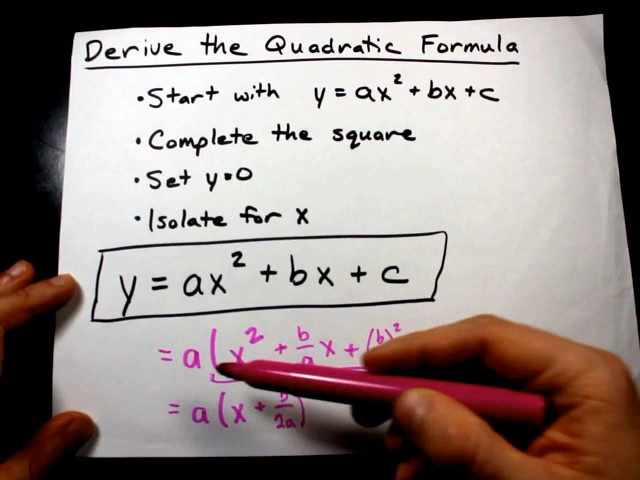 Derive the Quadratic Formula
• Start with y = ax² + bx + c
• Complete the square
• Set y=0
• Isolate for x
y = ax² + bx + c
= a(x² + b/a x + (b)²
= a(x + b/2a)